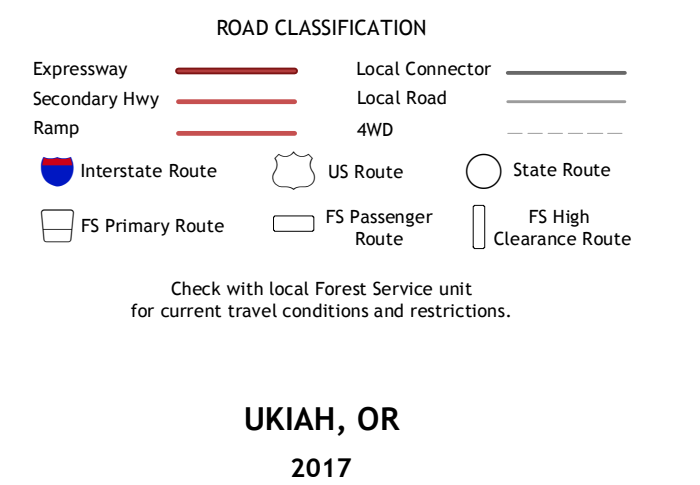 ROAD CLASSIFICATION
Expressway
Local Connector
Secondary Hwy
Local Road
Ramp
4WD
Interstate Route
US Route
State Route
FS Primary Route
FS Passenger
Route
FS High
Clearance Route
Check with local Forest Service unit
for current travel conditions and restrictions.
UKIAH, OR
2017